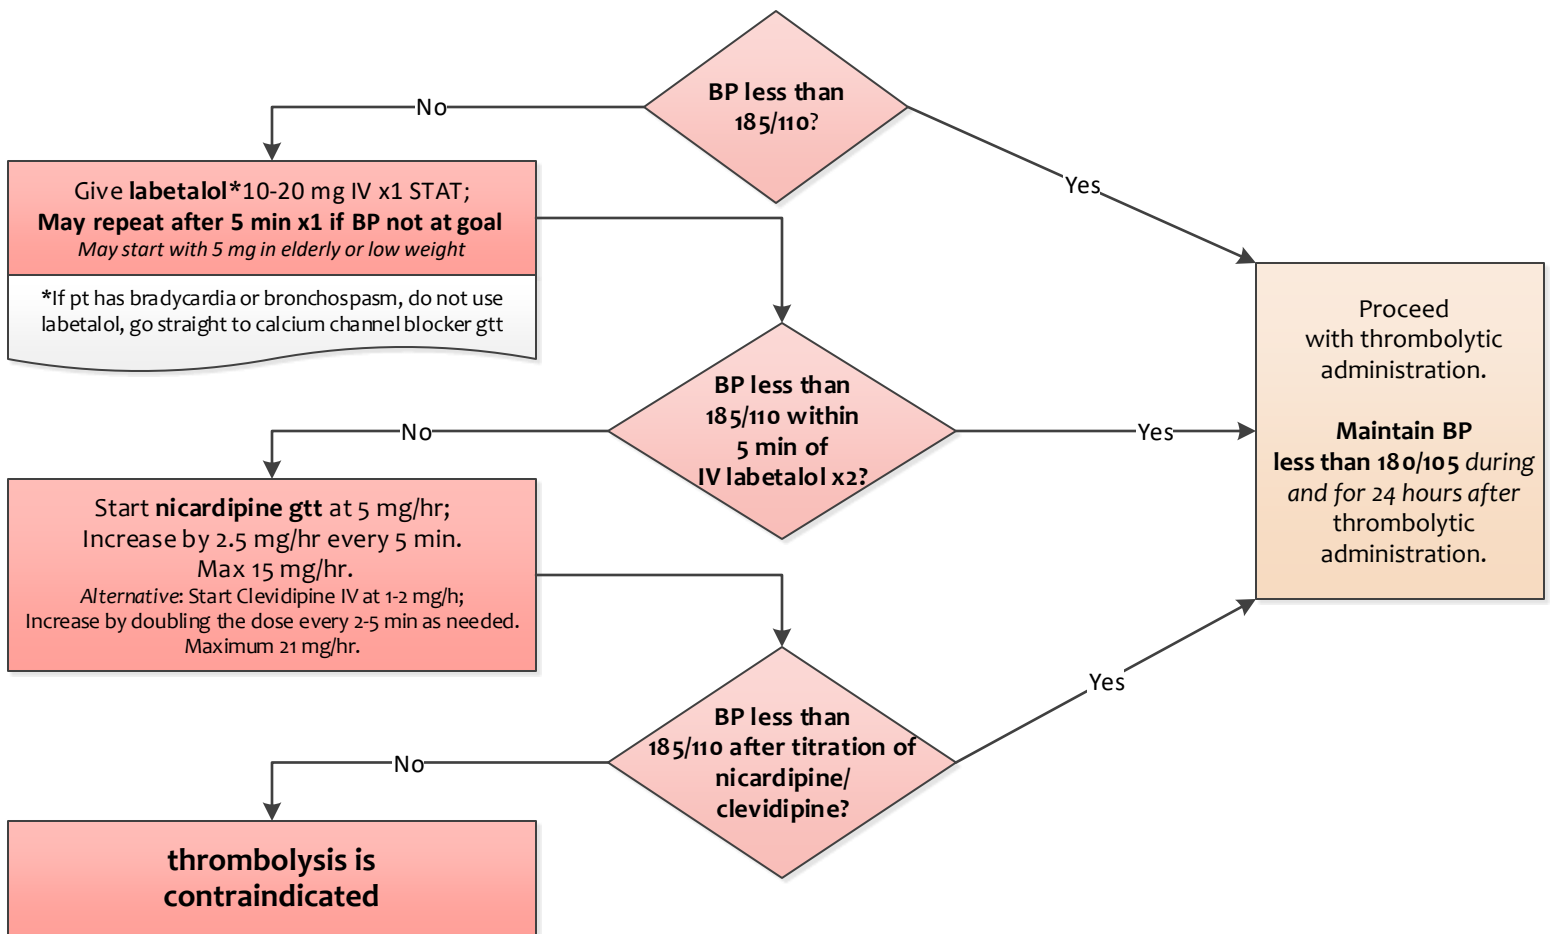 BP less than
185/110?
No
Yes
Give labetalol*10-20 mg IV x1 STAT;
May repeat after 5 min x1 if BP not at goal
May start with 5 mg in elderly or low weight
*If pt has bradycardia or bronchospasm, do not use
labetalol, go straight to calcium channel blocker gtt
BP less than
185/110 within
5 min of
IV labetalol x2?
No
Yes
Proceed
with thrombolytic
administration.
Maintain BP
less than 180/105 during
and for 24 hours after
thrombolytic
administration.
Start nicardipine gtt at 5 mg/hr;
Increase by 2.5 mg/hr every 5 min.
Max 15 mg/hr.
Alternative: Start Clevidipine IV at 1-2 mg/h;
Increase by doubling the dose every 2-5 min as needed.
Maximum 21 mg/hr.
BP less than
185/110 after titration of
nicardipine/
clevidipine?
No
Yes
thrombolysis is
contraindicated